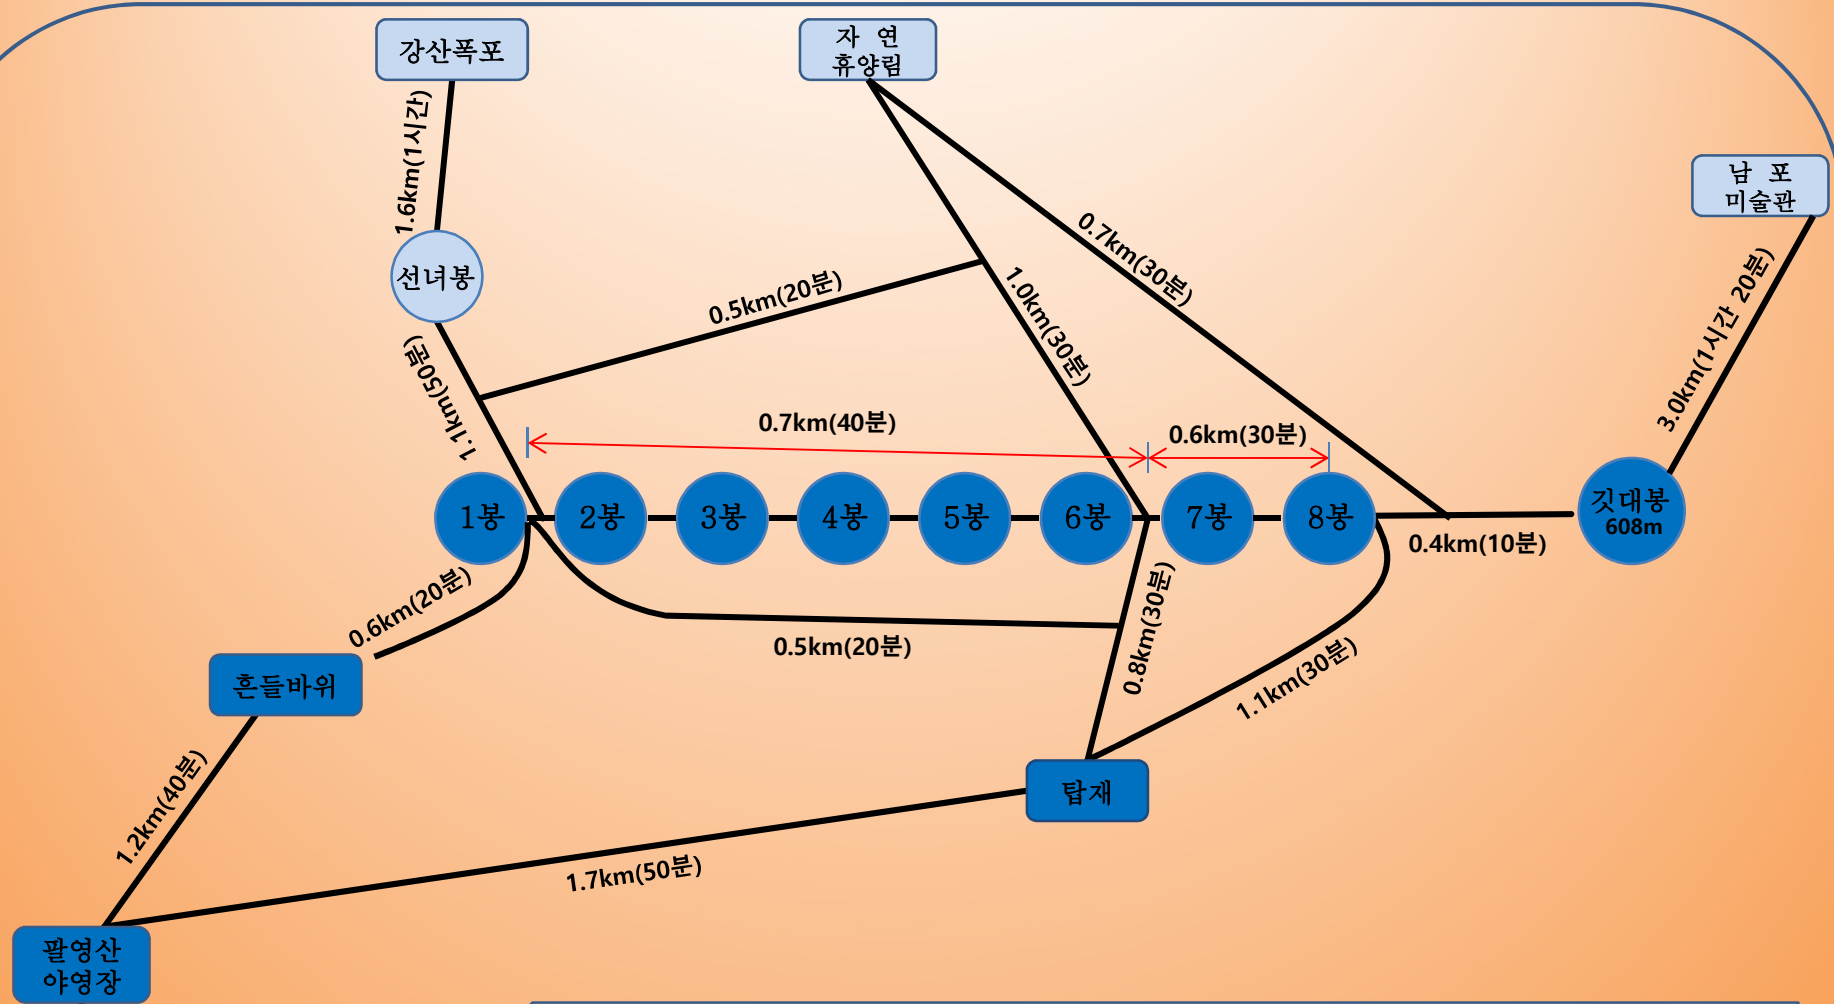 강산폭포
자 연
휴양림
남 포
미술관
1.6km(1시간)
선녀봉
0.7km(30분)
0.5km(20분)
1.0km(30분)
3.0km(1시간 20분)
1.1km(50분)
0.7km(40분)
0.6km(30분)
1봉
2봉
3봉
4봉
5봉
6봉
7봉
8봉
깃대봉
608m
0.4km(10분)
0.6km(20분)
0.5km(20분)
0.8km(30분)
1.1km(30분)
흔들바위
1.2km(40분)
탑재
1.7km(50분)
팔영산
야영장